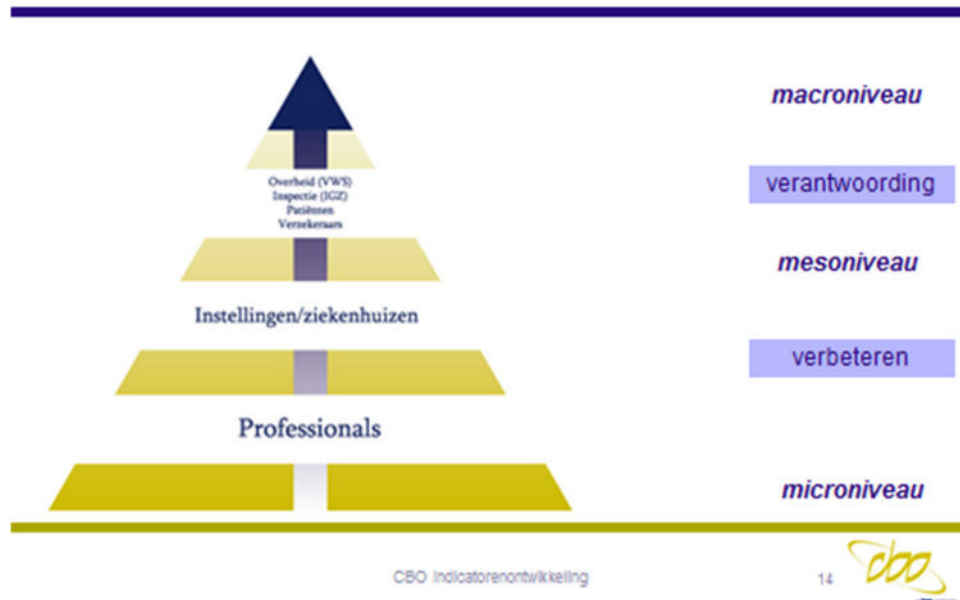 macroniveau
Overheid (VWS)
Inspectie (IGZ)
Patiënten
Verzekeraars
verantwoording
mesoniveau
Instellingen/ziekenhuizen
verbeteren
Professionals
microniveau
CBO Indicatorenontwikkeling
14
cbo